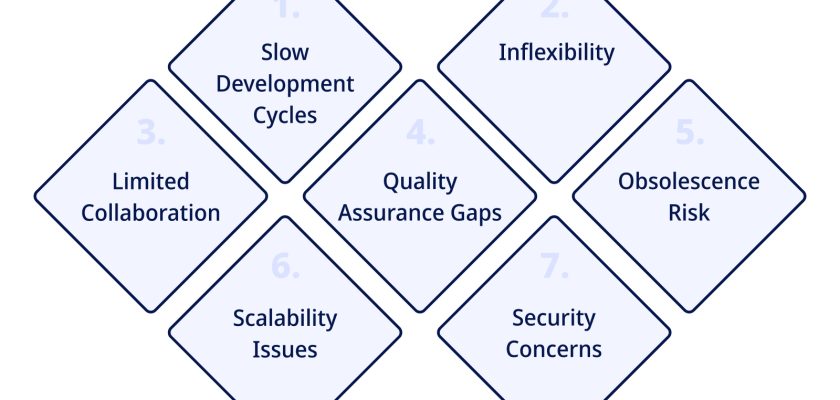 1.
Slow
Development
Cycles
2.
Inflexibility
3.
Limited
Collaboration
4.
Quality
Assurance Gaps
5.
Obsolescence
Risk
6.
Scalability
Issues
7.
Security
Concerns